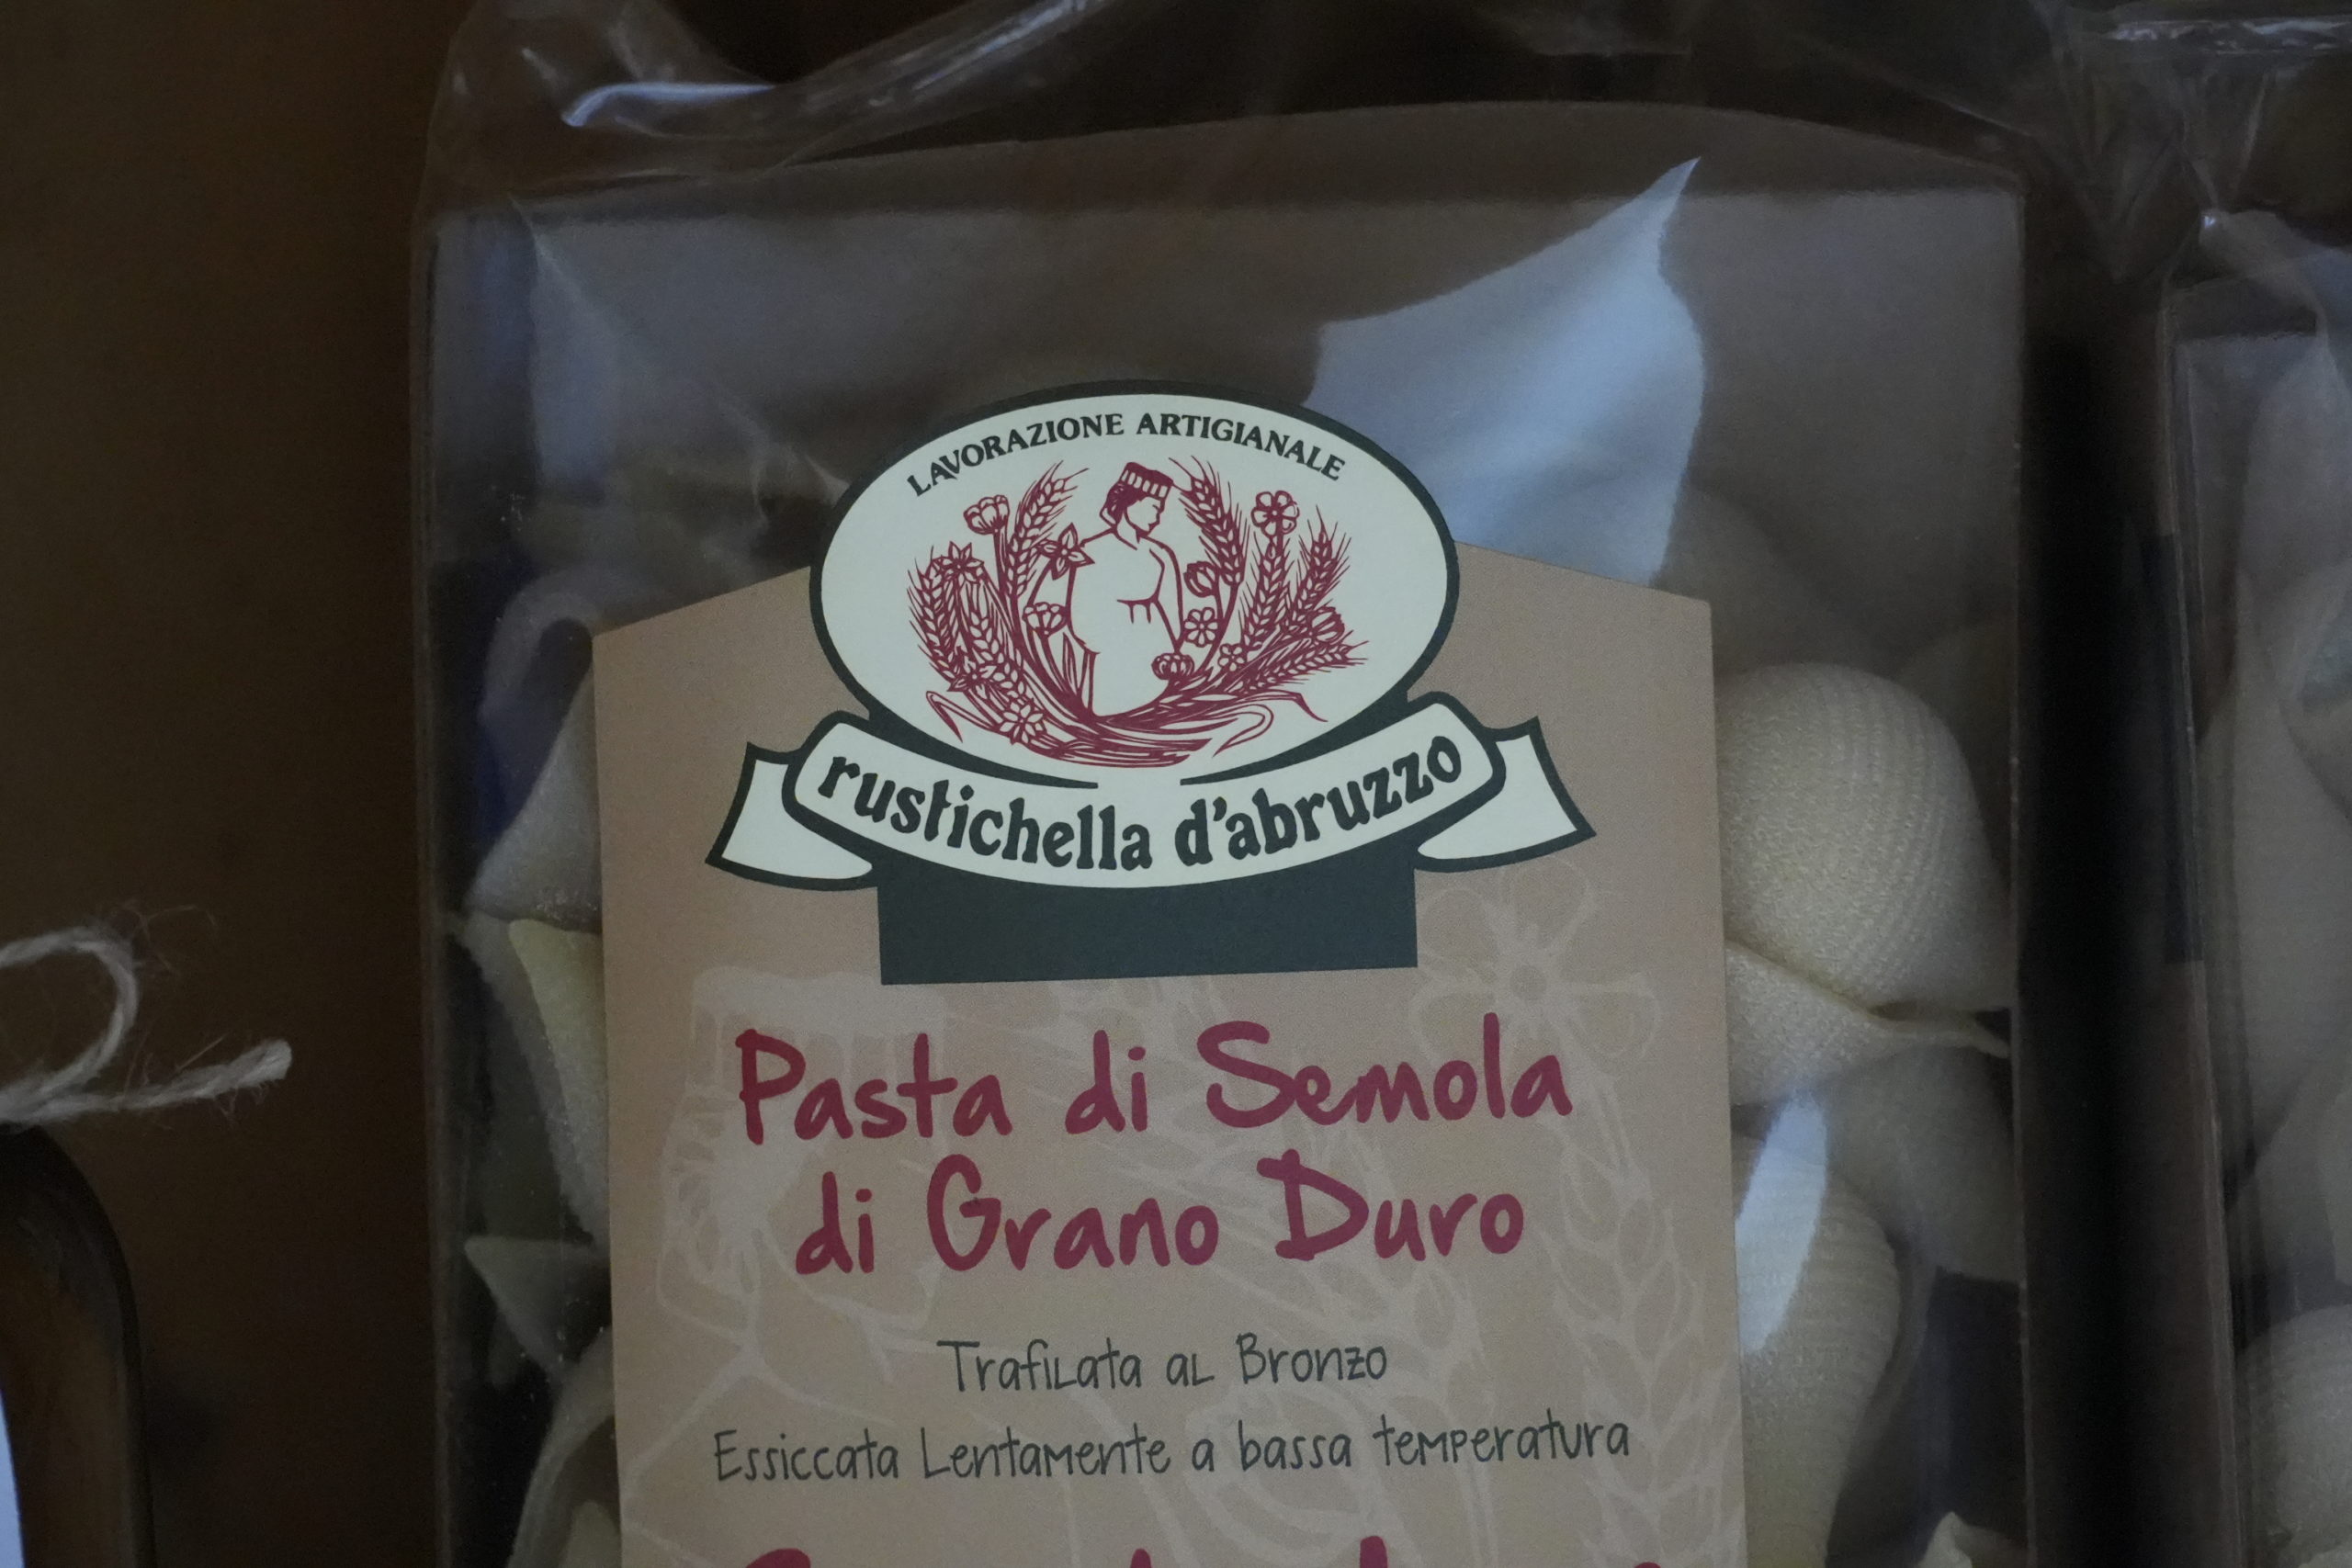 LAVORAZIONE ARTIGIANALE
rustichella d'abruzzo
Pasta di Semola
di Grano Duro
Trafilata al Bronzo
Essiccata Lentamente a bassa temperatura